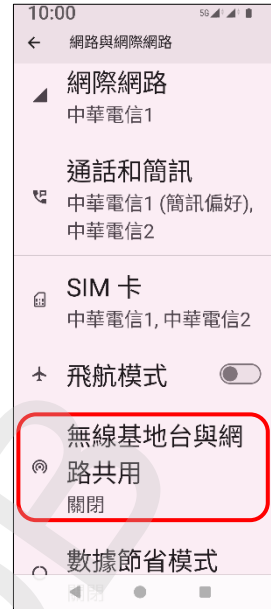 10:00 5G
網路與網際網路
網際網路
中華電信1
通話和簡訊
中華電信1 (簡訊偏好),
中華電信2
SIM 卡
中華電信1, 中華電信2
飛航模式
無線基地台與網
路共用
關閉
數據節省模式
關閉